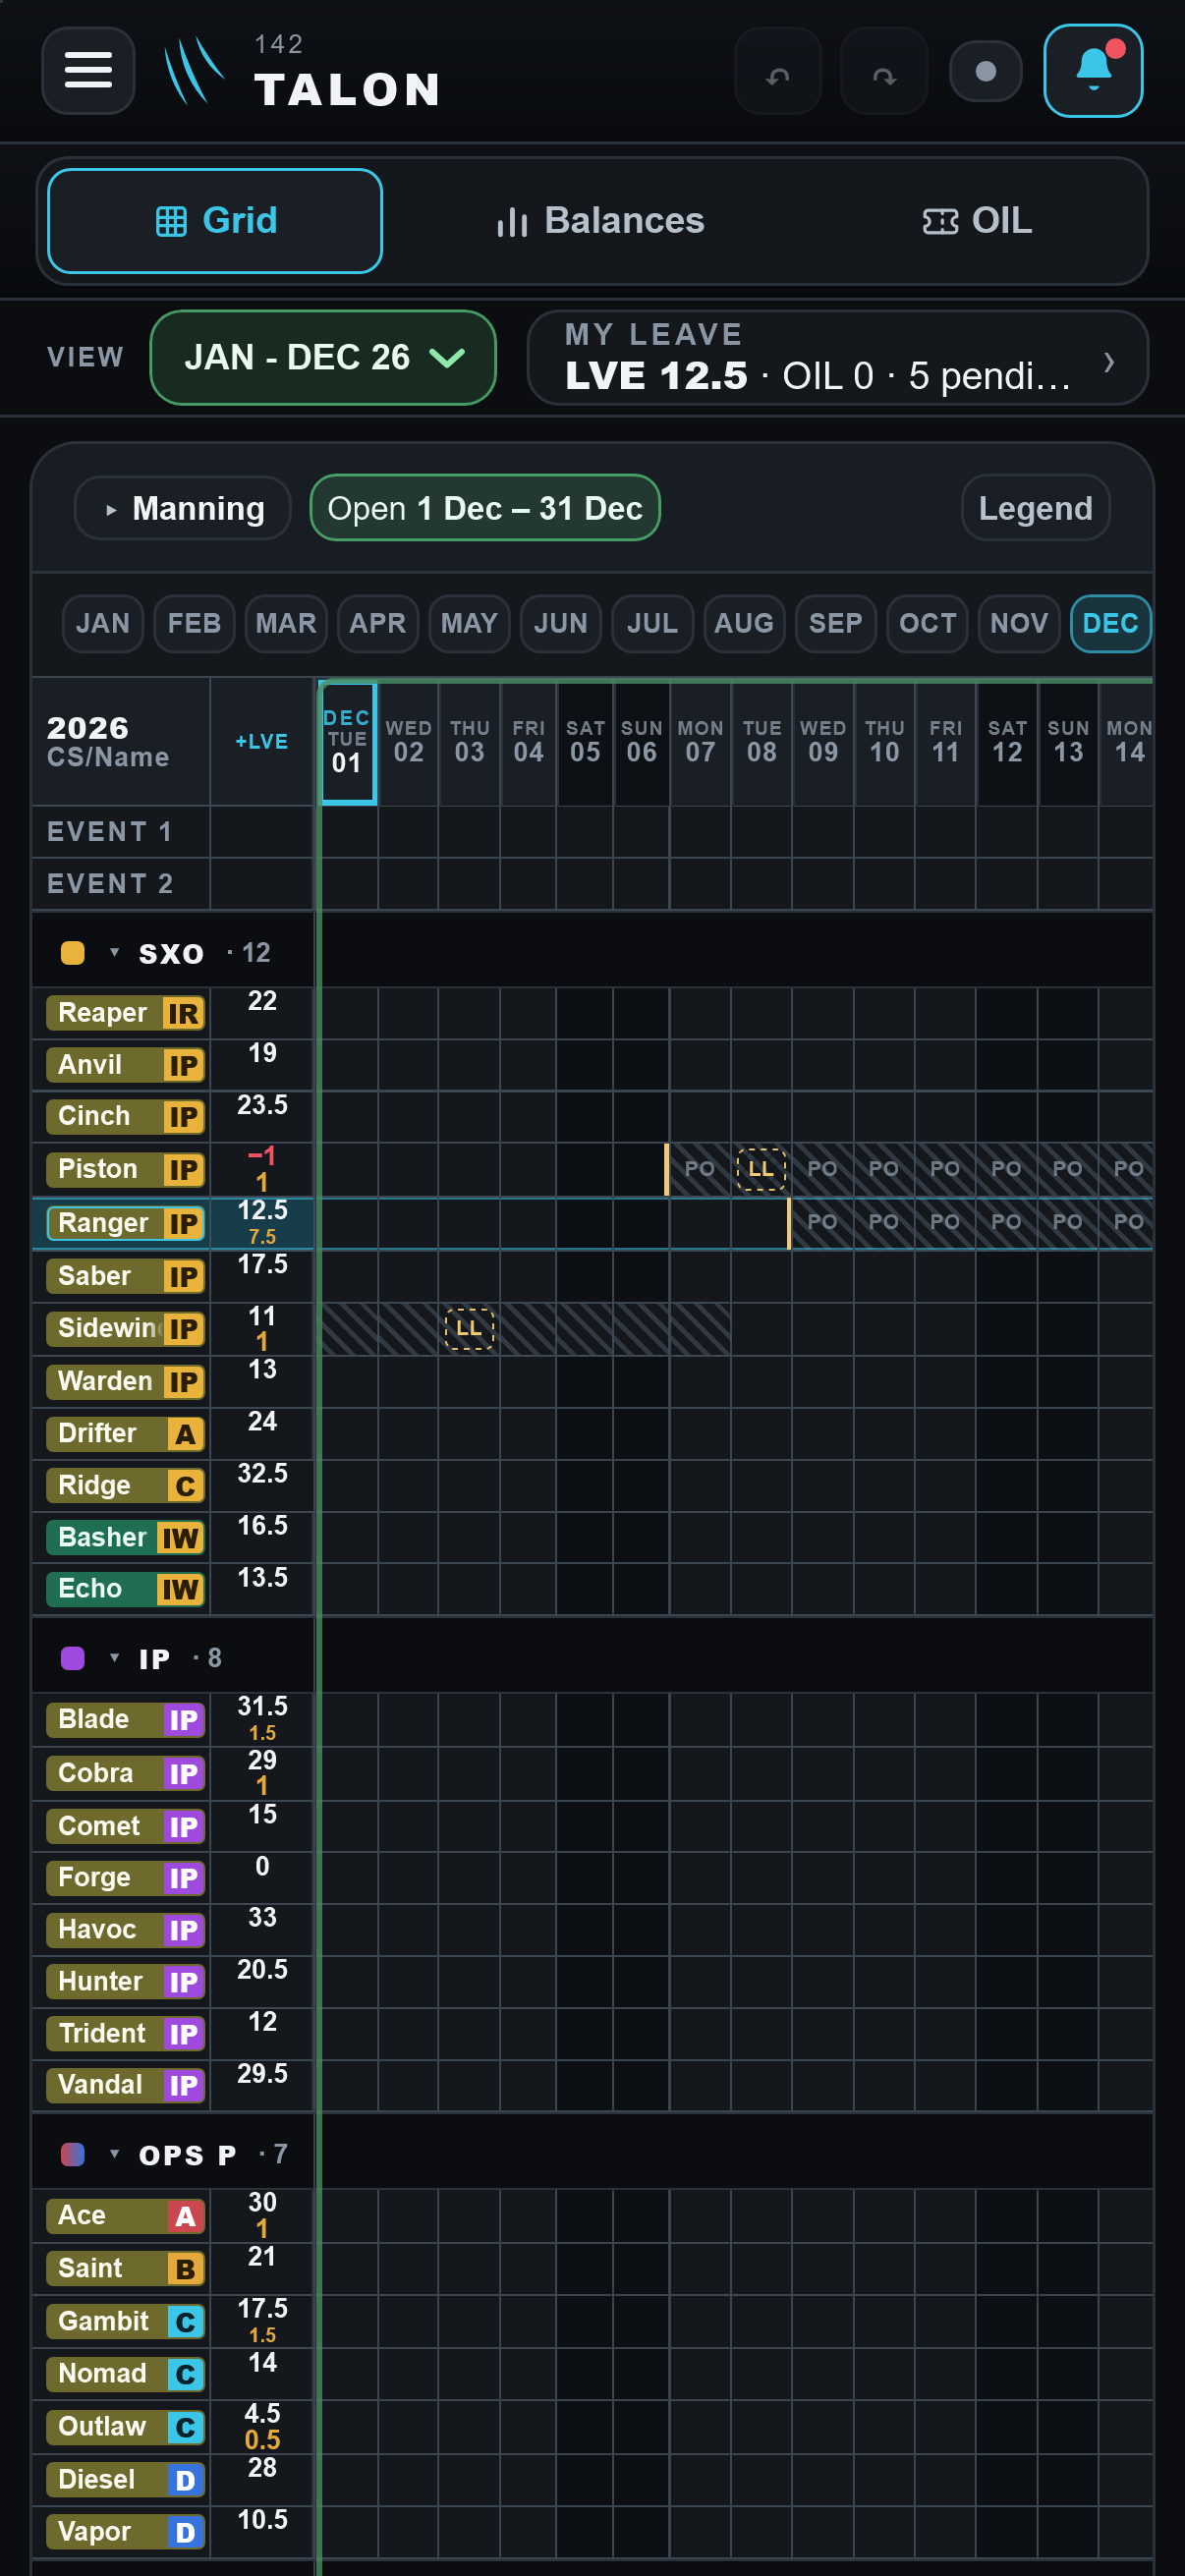 142
TALON
Grid
Balances
OIL
VIEW
JAN - DEC 26
MY LEAVE
LVE 12.5 · OIL 0 · 5 pendi…
Manning
Open 1 Dec – 31 Dec
Legend
JAN FEB MAR APR MAY JUN JUL AUG SEP OCT NOV DEC
2026
CS/Name
+LVE
DEC TUE 01
WED 02
THU 03
FRI 04
SAT 05
SUN 06
MON 07
TUE 08
WED 09
THU 10
FRI 11
SAT 12
SUN 13
MON 14
EVENT 1
EVENT 2
SXO · 12
Reaper IR 22
Anvil IP 19
Cinch IP 23.5
Piston IP −1 1 PO LL PO PO PO PO PO PO
Ranger IP 12.5 7.5 PO PO PO PO PO PO
Saber IP 17.5
Sidewin IP 11 1 LL
Warden IP 13
Drifter A 24
Ridge C 32.5
Basher IW 16.5
Echo IW 13.5
IP · 8
Blade IP 31.5 1.5
Cobra IP 29 1
Comet IP 15
Forge IP 0
Havoc IP 33
Hunter IP 20.5
Trident IP 12
Vandal IP 29.5
OPS P · 7
Ace A 30 1
Saint B 21
Gambit C 17.5 1.5
Nomad C 14
Outlaw C 4.5 0.5
Diesel D 28
Vapor D 10.5